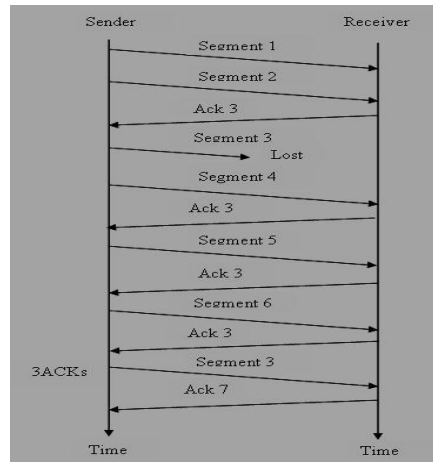 Sender
Receiver
Segment 1
Segment 2
Ack 3
Segment 3
Lost
Segment 4
Ack 3
Segment 5
Ack 3
Segment 6
Ack 3
Segment 3
3ACKs
Ack 7
Time
Time